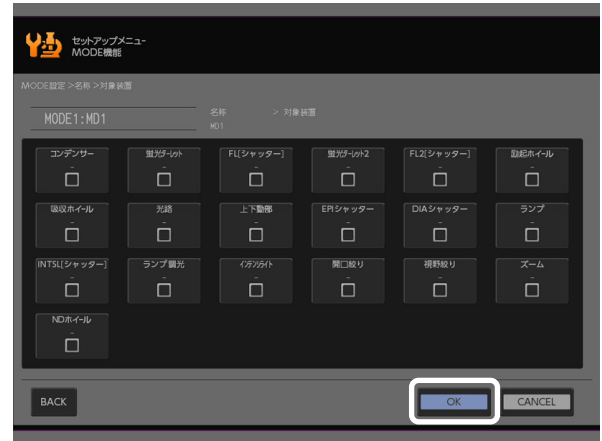 セットアップメニュー
MODE機能
MODE設定 >名称 >対象装置
MODE1:MD1
名称 > 対象装置
MD1
コンデンサー 蛍光ターレット FL[シャッター] 蛍光ターレット2 FL2[シャッター] 励起ホイール
- - - - - -
吸収ホイール 光路 上下動部 EPIシャッター DIAシャッター ランプ
- - - - - -
INTSL[シャッター] ランプ調光 インテンシライト 開口絞り 視野絞り ズーム
- - - - - -
NDホイール
-
BACK OK CANCEL